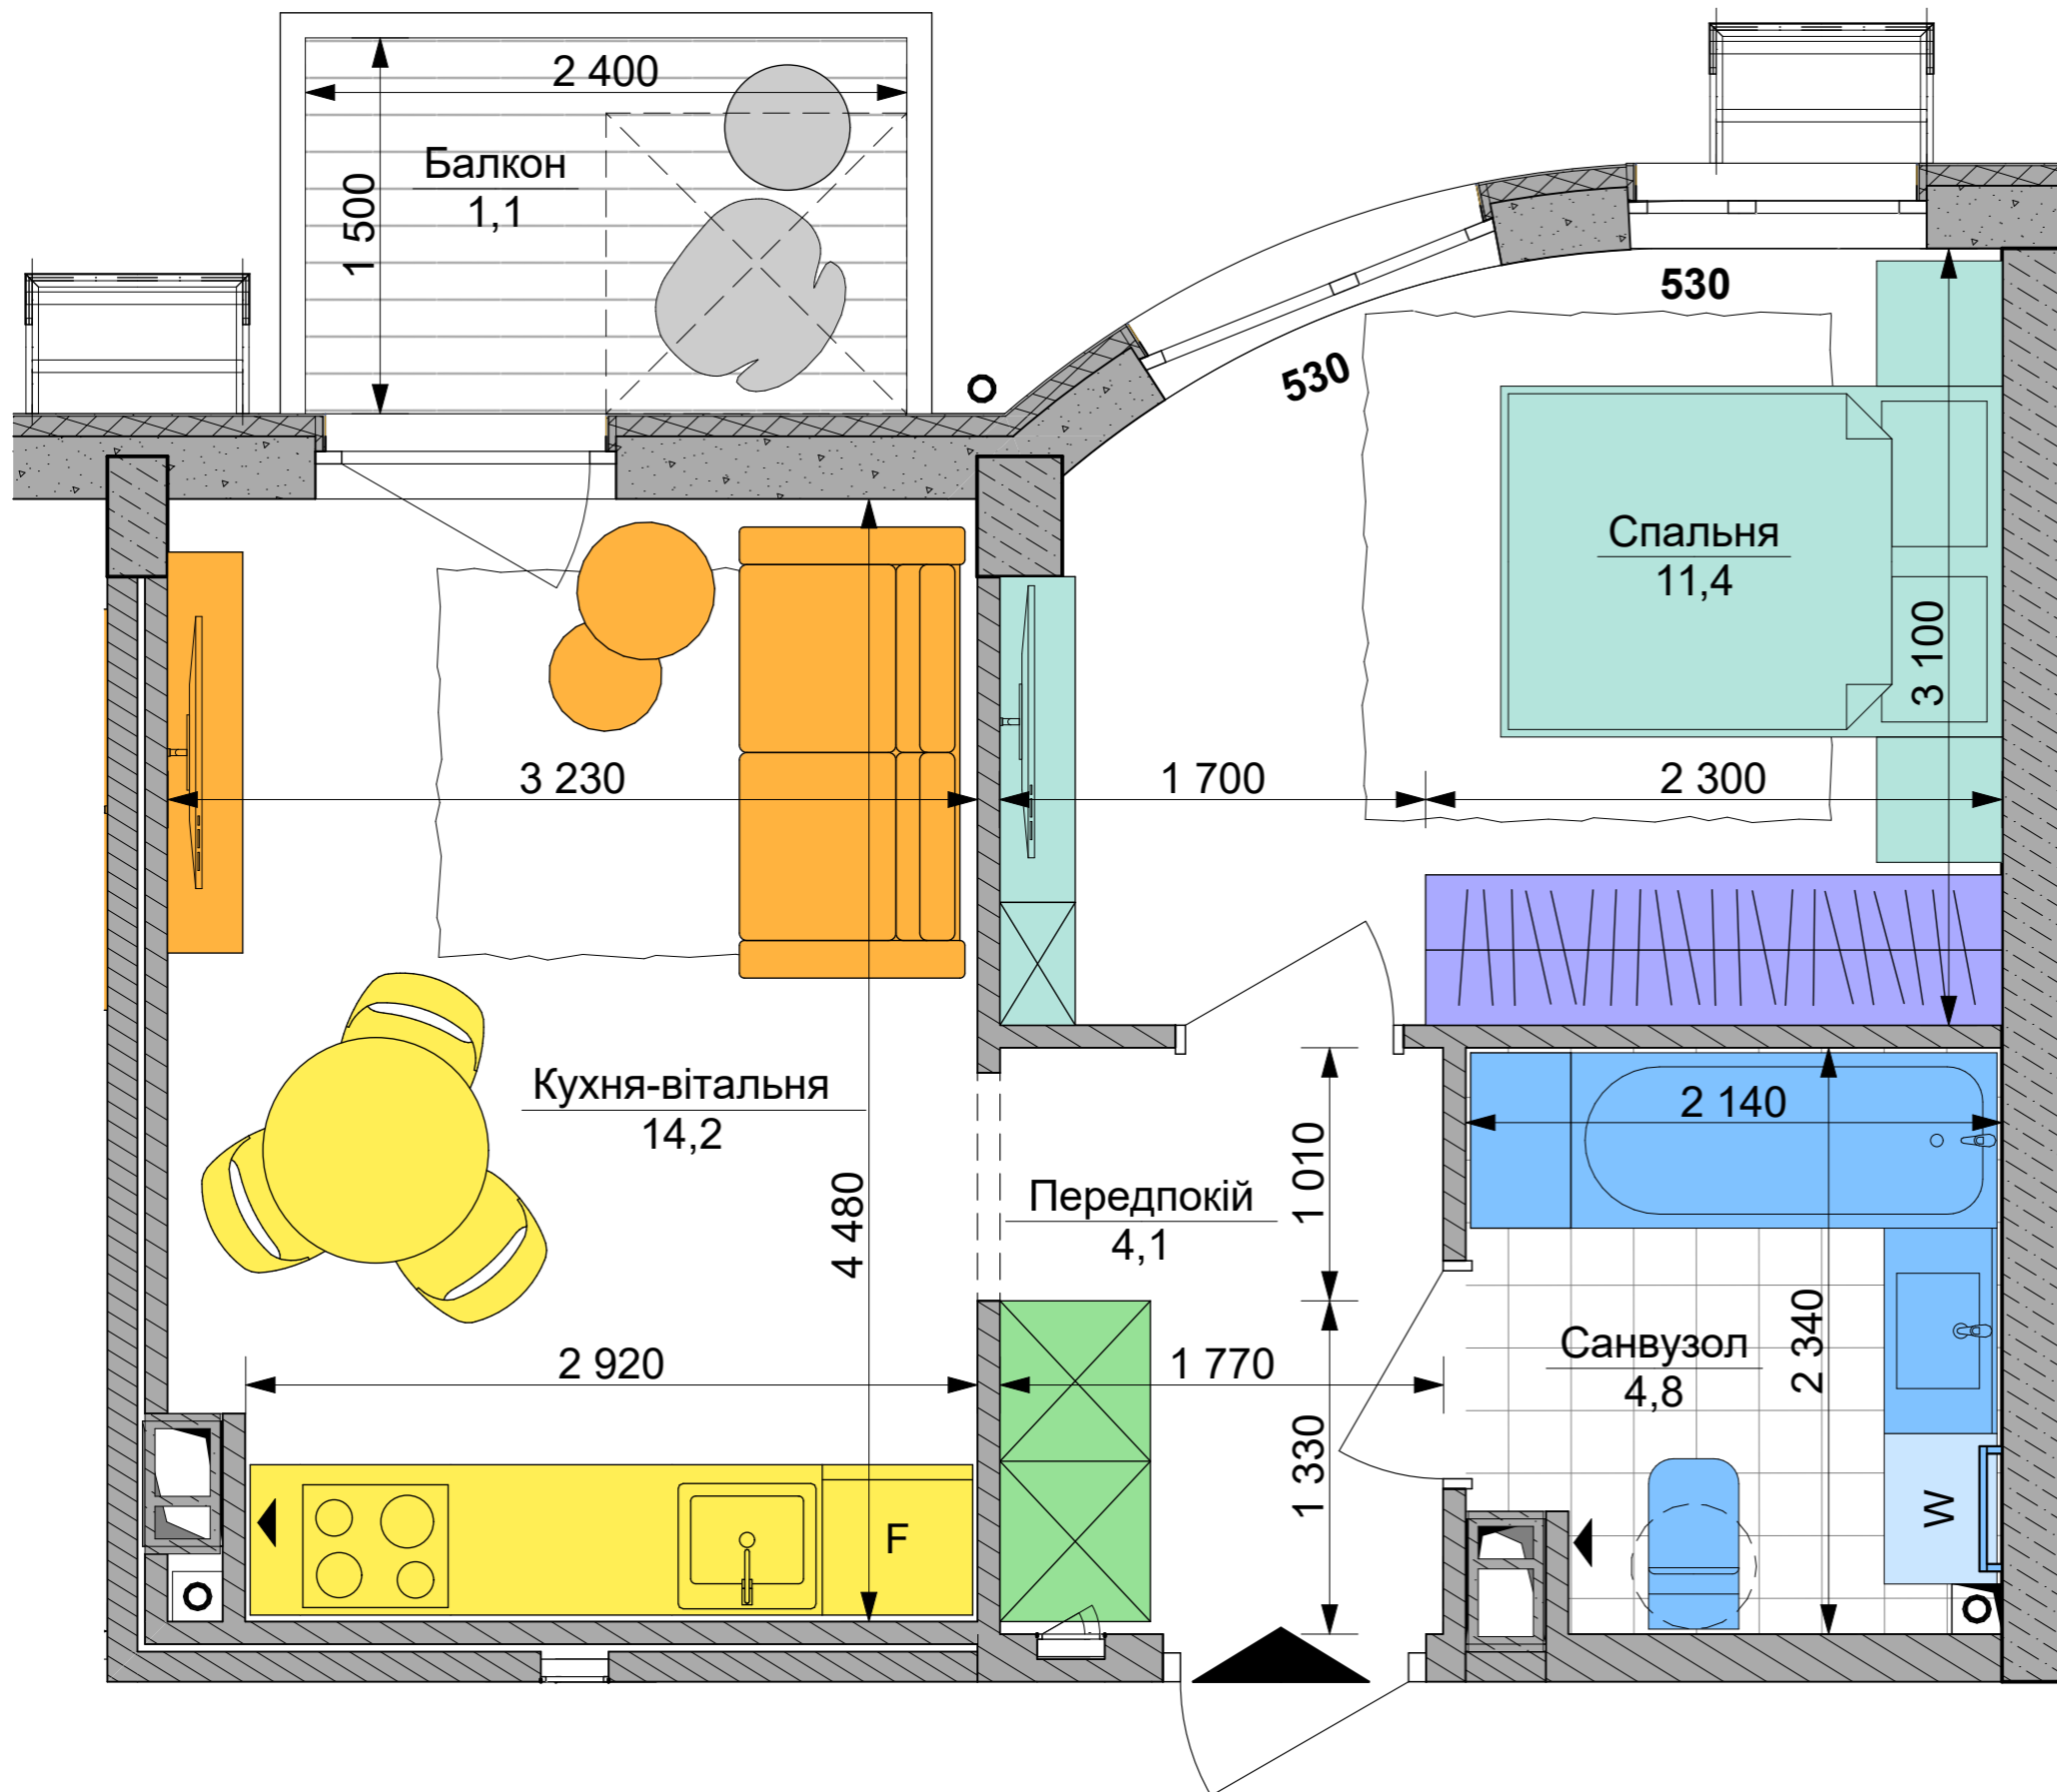 2 400
Балкон
1,1
1 500
530
530
Спальня
11,4
3 100
3 230
1 700
2 300
Кухня-вітальня
14,2
4 480
2 140
1 010
Передпокій
4,1
2 920
1 770
1 330
Санвузол
4,8
2 340
F
W